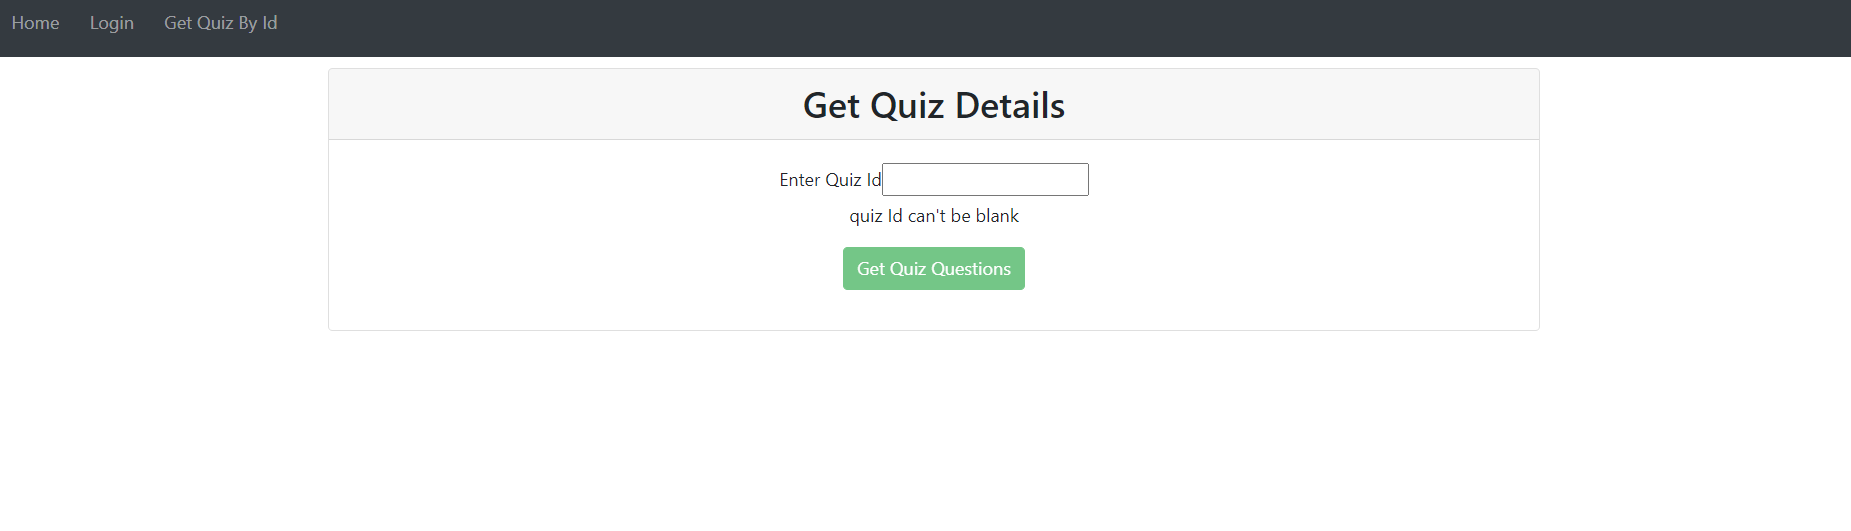 Home Login Get Quiz By Id
Get Quiz Details
Enter Quiz Id
quiz Id can't be blank
Get Quiz Questions